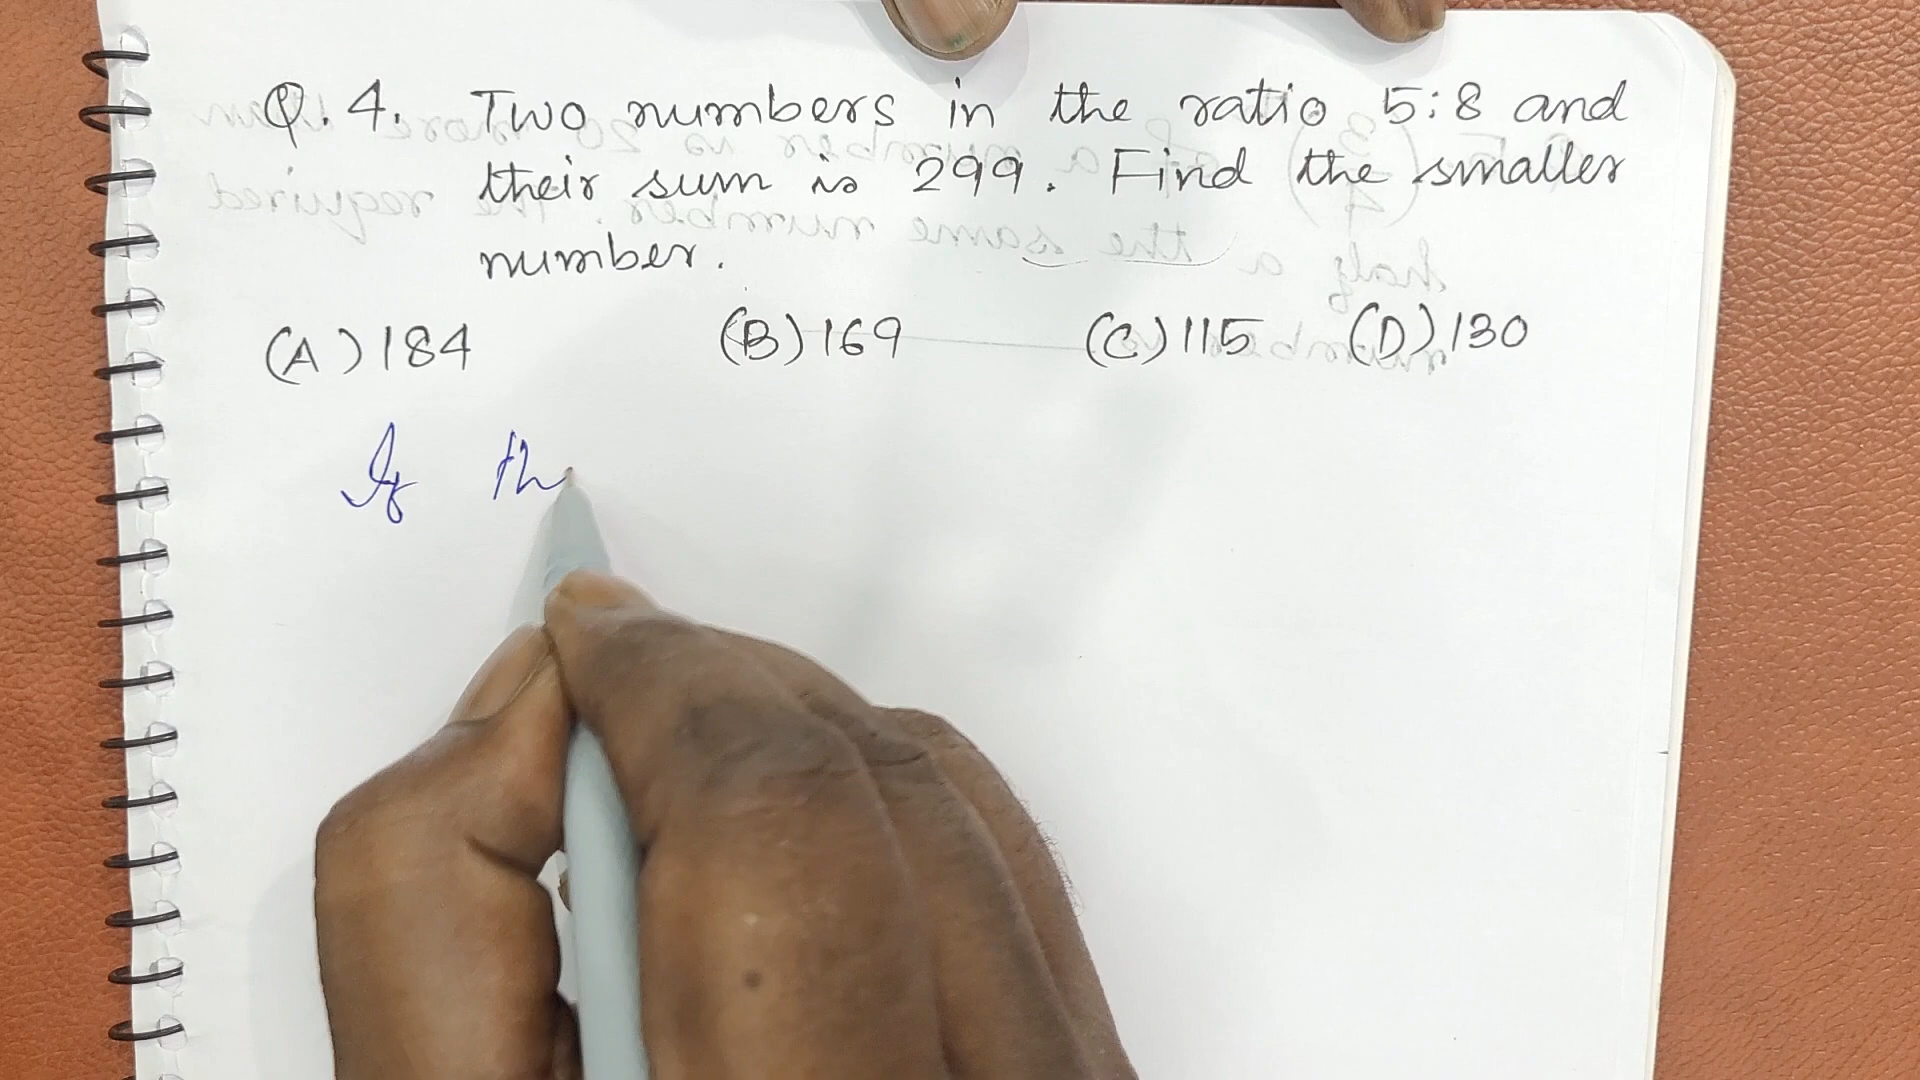 Q. 4. Two numbers in the ratio 5:8 and
their sum is 299. Find the smaller
number.
(A) 184 (B) 169 (C) 115 (D) 130
If th